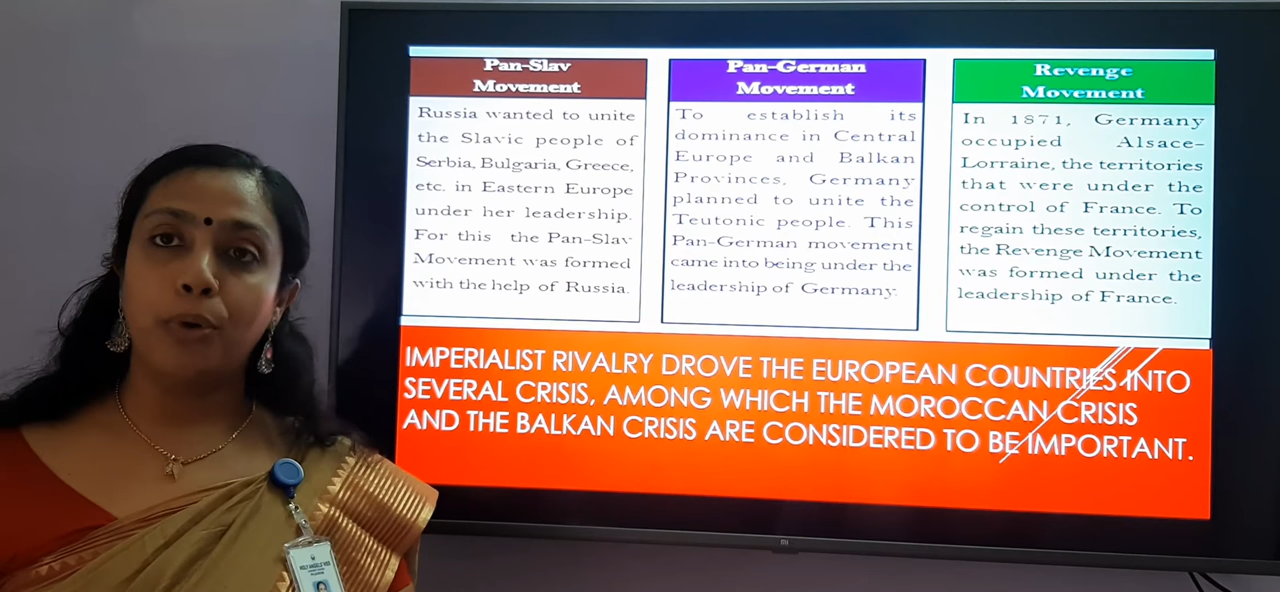 Pan-Slav
Movement
Russia wanted to unite
the Slavic people of
Serbia, Bulgaria, Greece,
etc. in Eastern Europe
under her leadership.
For this the Pan-Slav
Movement was formed
with the help of Russia.
Pan-German
Movement
To establish its
dominance in Central
Europe and Balkan
Provinces, Germany
planned to unite the
Teutonic people. This
Pan-German movement
came into being under the
leadership of Germany.
Revenge
Movement
In 1871, Germany
occupied Alsace-
Lorraine, the territories
that were under the
control of France. To
regain these territories,
the Revenge Movement
was formed under the
leadership of France.
IMPERIALIST RIVALRY DROVE THE EUROPEAN COUNTRIES INTO
SEVERAL CRISIS, AMONG WHICH THE MOROCCAN CRISIS
AND THE BALKAN CRISIS ARE CONSIDERED TO BE IMPORTANT.
mi
HOLY ANGELS' HSS